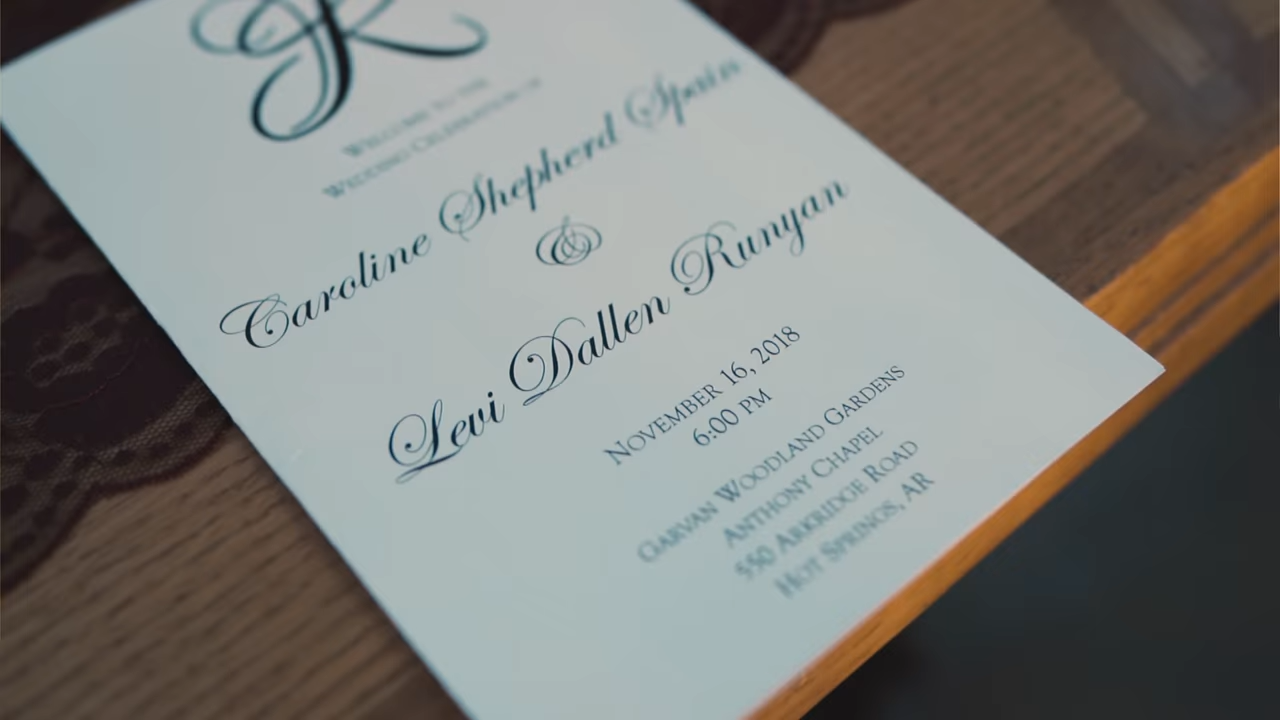 R
Welcome to the
Wedding Celebration of
Caroline Shepherd Spain
&
Levi Dallen Runyan
November 16, 2018
6:00 PM
Garvan Woodland Gardens
Anthony Chapel
550 Arkridge Road
Hot Springs, AR